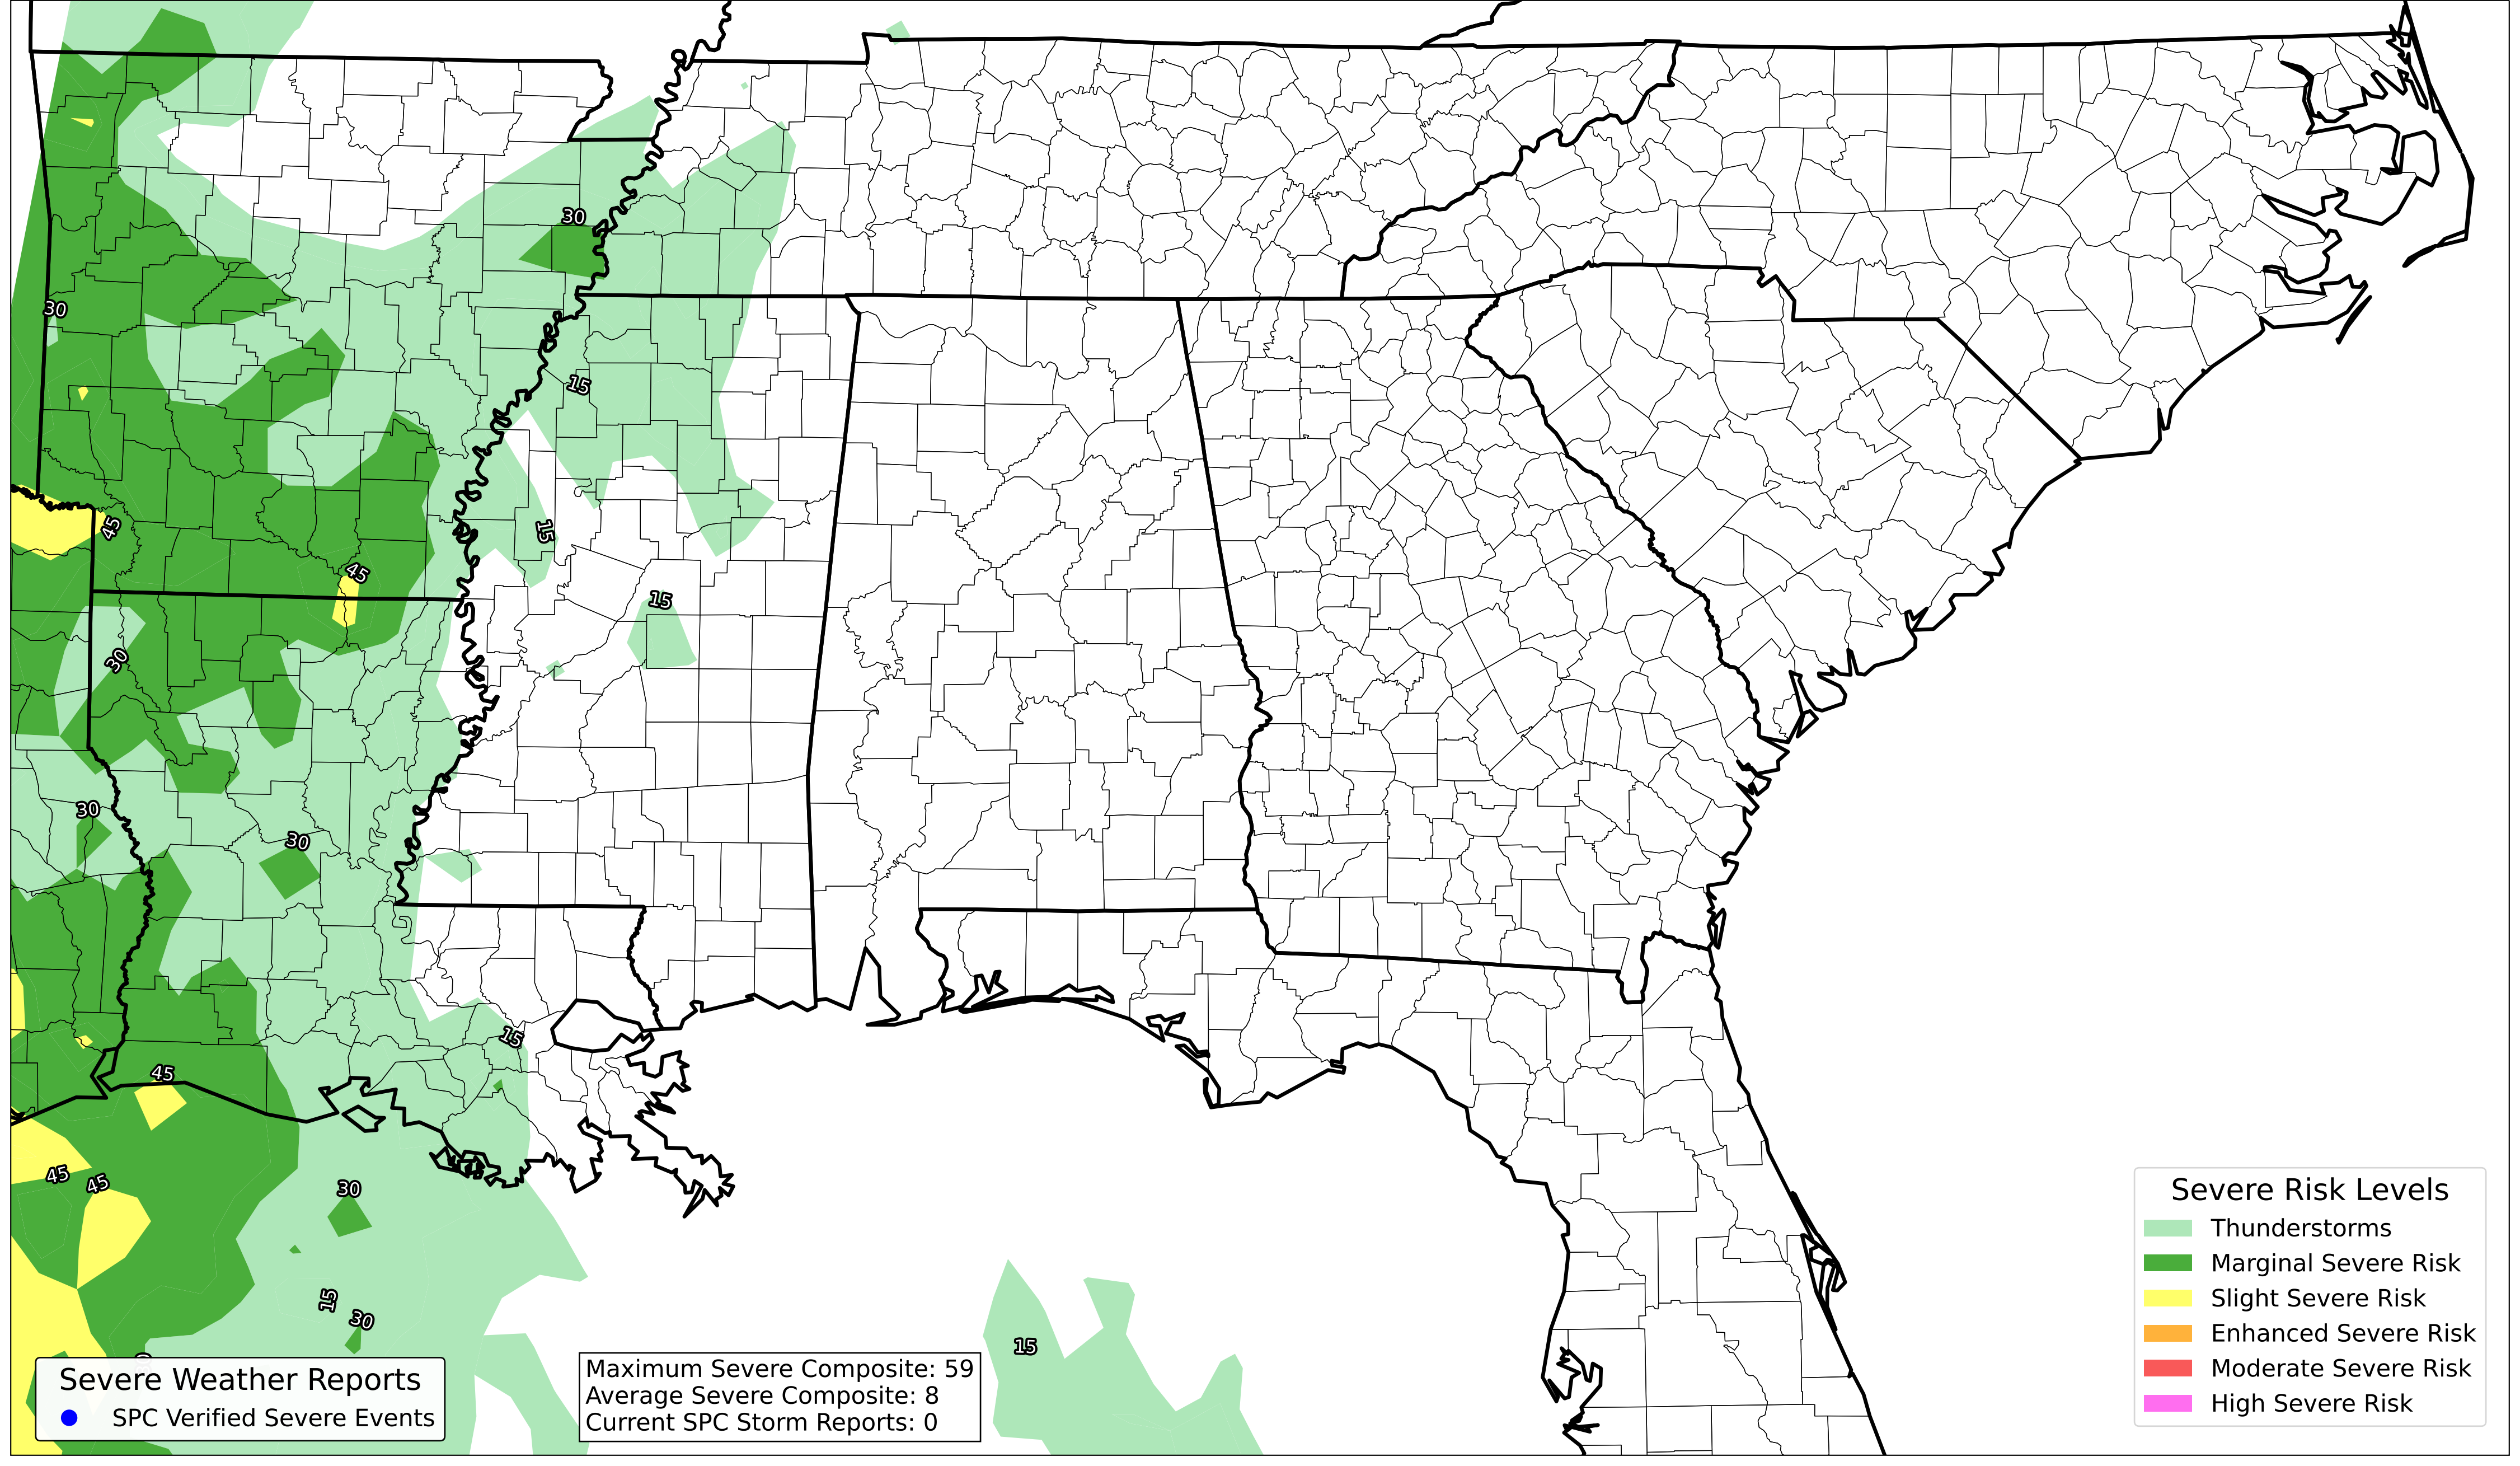 30
30
15
45
15
45
15
30
30
30
15
45
45
45
30
15
30
15
Severe Weather Reports
SPC Verified Severe Events
Maximum Severe Composite: 59
Average Severe Composite: 8
Current SPC Storm Reports: 0
Severe Risk Levels
Thunderstorms
Marginal Severe Risk
Slight Severe Risk
Enhanced Severe Risk
Moderate Severe Risk
High Severe Risk